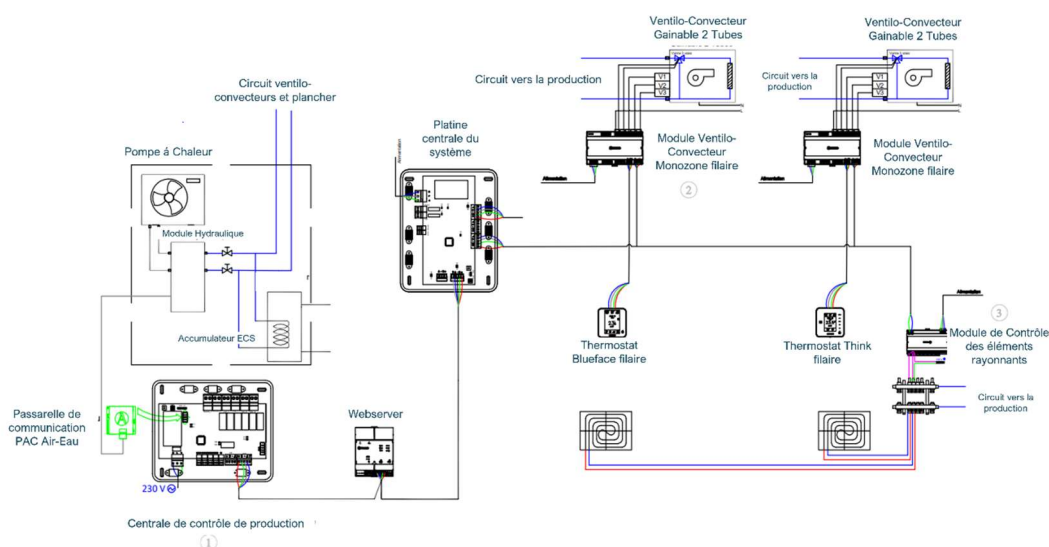 Ventilo-Convecteur
Gainable 2 Tubes
Ventilo-Convecteur
Gainable 2 Tubes
Circuit vers la production
V1
V2
V3
Circuit vers la
production
V1
V2
V3
Circuit ventilo-
convecteurs et plancher
Platine
centrale du
système
Alimentation
Pompe á Chaleur
Module Ventilo-
Convecteur
Monozone filaire
Alimentation
2
Module Ventilo-
Convecteur
Monozone filaire
Alimentation
Module Hydraulique
Accumulateur ECS
Thermostat
Blueface filaire
Thermostat Think
filaire
Alimentation
3
Module de Contrôle
des éléments
rayonnants
Circuit vers la
production
Passarelle de
communication
PAC Air-Eau
Webserver
230 V
Centrale de contrôle de production
1